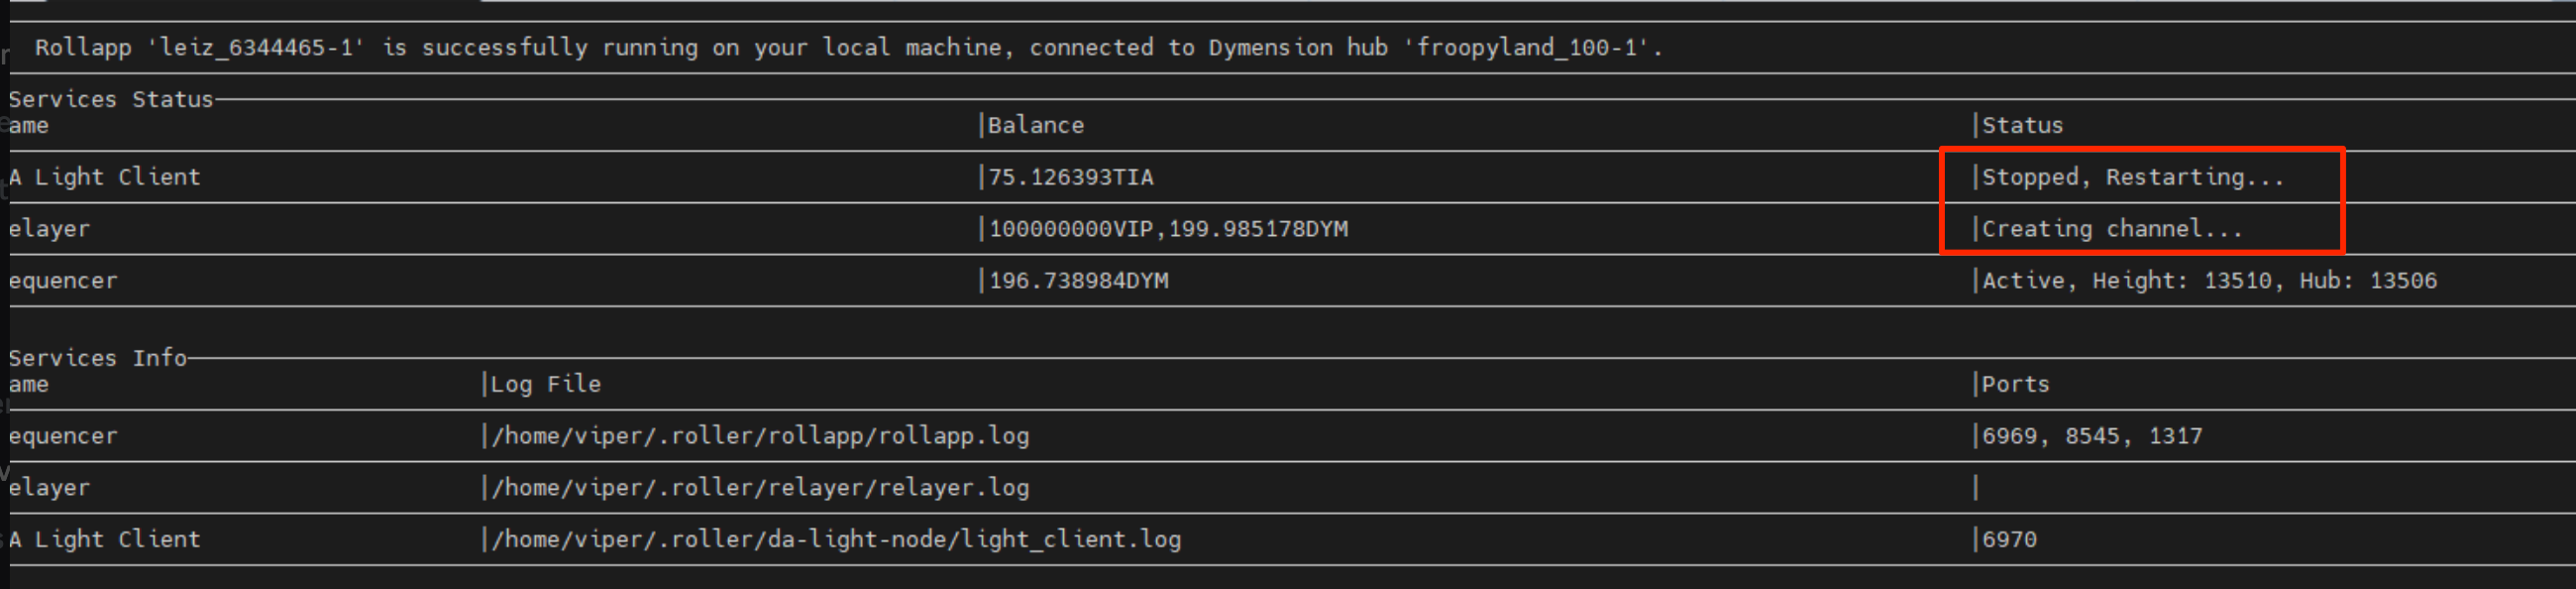 Rollapp 'leiz_6344465-1' is successfully running on your local machine, connected to Dymension hub 'froopyland_100-1'.
Services Status
ame |Balance |Status
A Light Client |75.126393TIA |Stopped, Restarting...
elayer |100000000VIP,199.985178DYM |Creating channel...
equencer |196.738984DYM |Active, Height: 13510, Hub: 13506
Services Info
ame |Log File |Ports
equencer |/home/viper/.roller/rollapp/rollapp.log |6969, 8545, 1317
elayer |/home/viper/.roller/relayer/relayer.log |
A Light Client |/home/viper/.roller/da-light-node/light_client.log |6970